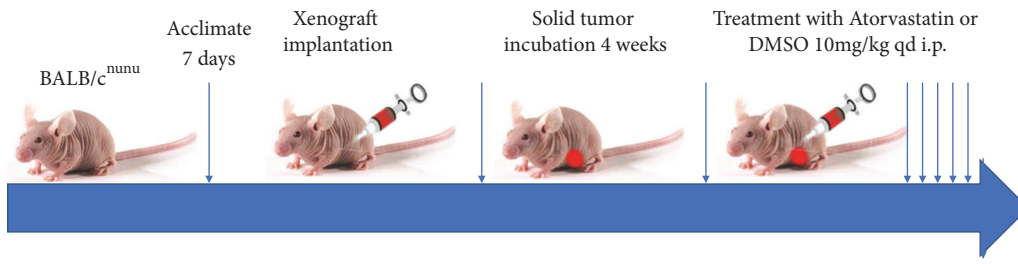 BALB/c^nunu
Acclimate
7 days
Xenograft
implantation
Solid tumor
incubation 4 weeks
Treatment with Atorvastatin or
DMSO 10mg/kg qd i.p.